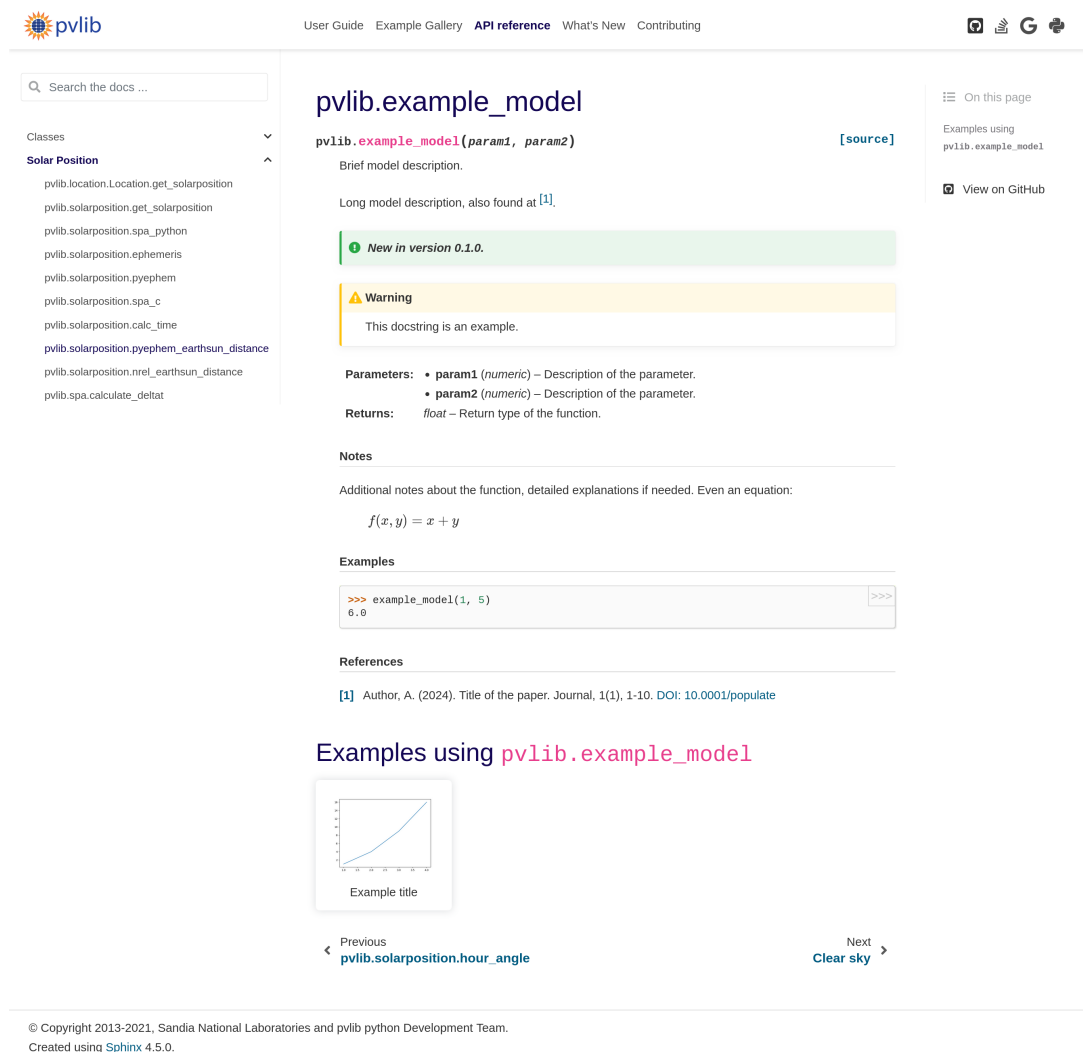 pvlib
User Guide Example Gallery API reference What's New Contributing
Search the docs ...
Classes
Solar Position
pvlib.location.Location.get_solarposition
pvlib.solarposition.get_solarposition
pvlib.solarposition.spa_python
pvlib.solarposition.ephemeris
pvlib.solarposition.pyephem
pvlib.solarposition.spa_c
pvlib.solarposition.calc_time
pvlib.solarposition.pyephem_earthsun_distance
pvlib.solarposition.nrel_earthsun_distance
pvlib.spa.calculate_deltat
pvlib.example_model
pvlib.example_model(param1, param2) [source]
Brief model description.
Long model description, also found at [1].
New in version 0.1.0.
Warning
This docstring is an example.
Parameters: • param1 (numeric) – Description of the parameter.
• param2 (numeric) – Description of the parameter.
Returns: float – Return type of the function.
Notes
Additional notes about the function, detailed explanations if needed. Even an equation:
f(x, y) = x + y
Examples
>>> example_model(1, 5) >>>
6.0
References
[1] Author, A. (2024). Title of the paper. Journal, 1(1), 1-10. DOI: 10.0001/populate
Examples using pvlib.example_model
Example title
Previous
pvlib.solarposition.hour_angle
Next
Clear sky
On this page
Examples using
pvlib.example_model
View on GitHub
© Copyright 2013-2021, Sandia National Laboratories and pvlib python Development Team.
Created using Sphinx 4.5.0.